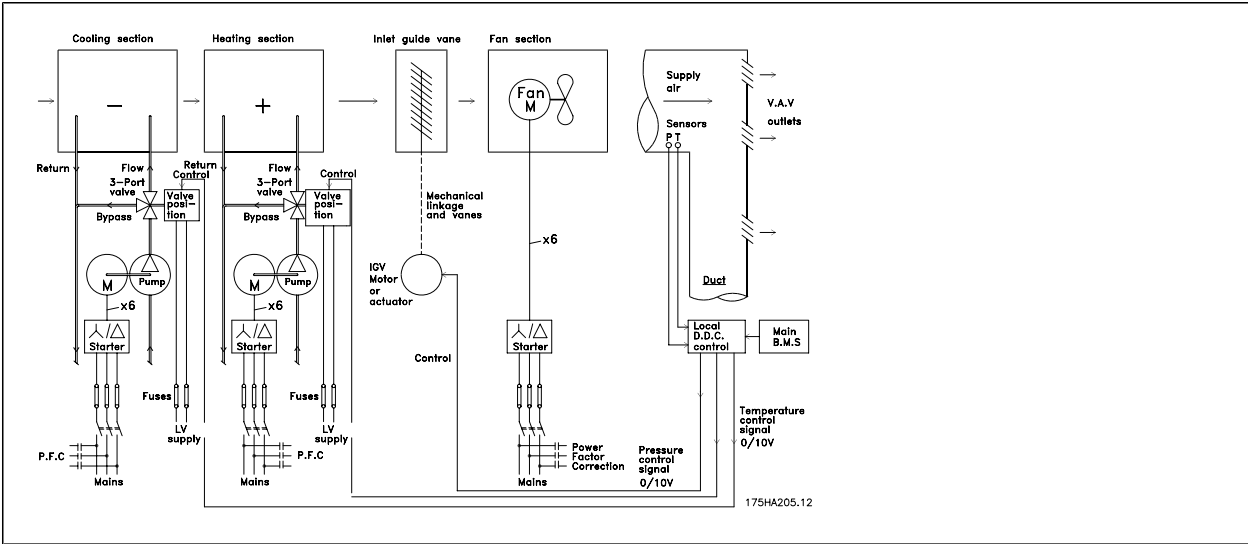 Cooling section
Heating section
Inlet guide vane
Fan section
-
+
Fan
M
Supply
air
V.A.V
outlets
Sensors
P T
Return
Flow
3-Port
valve
Bypass
Return
Control
Valve
posi-
tion
Flow
3-Port
valve
Bypass
Control
Valve
posi-
tion
Mechanical
linkage
and vanes
x6
M
Pump
x6
M
Pump
x6
IGV
Motor
or
actuator
Duct
Starter
Starter
Starter
Local
D.D.C.
control
Main
B.M.S
Control
Fuses
Fuses
LV
supply
LV
supply
Temperature
control
signal
0/10V
P.F.C
P.F.C
Power
Factor
Correction
Pressure
control
signal
0/10V
Mains
Mains
Mains
175HA205.12